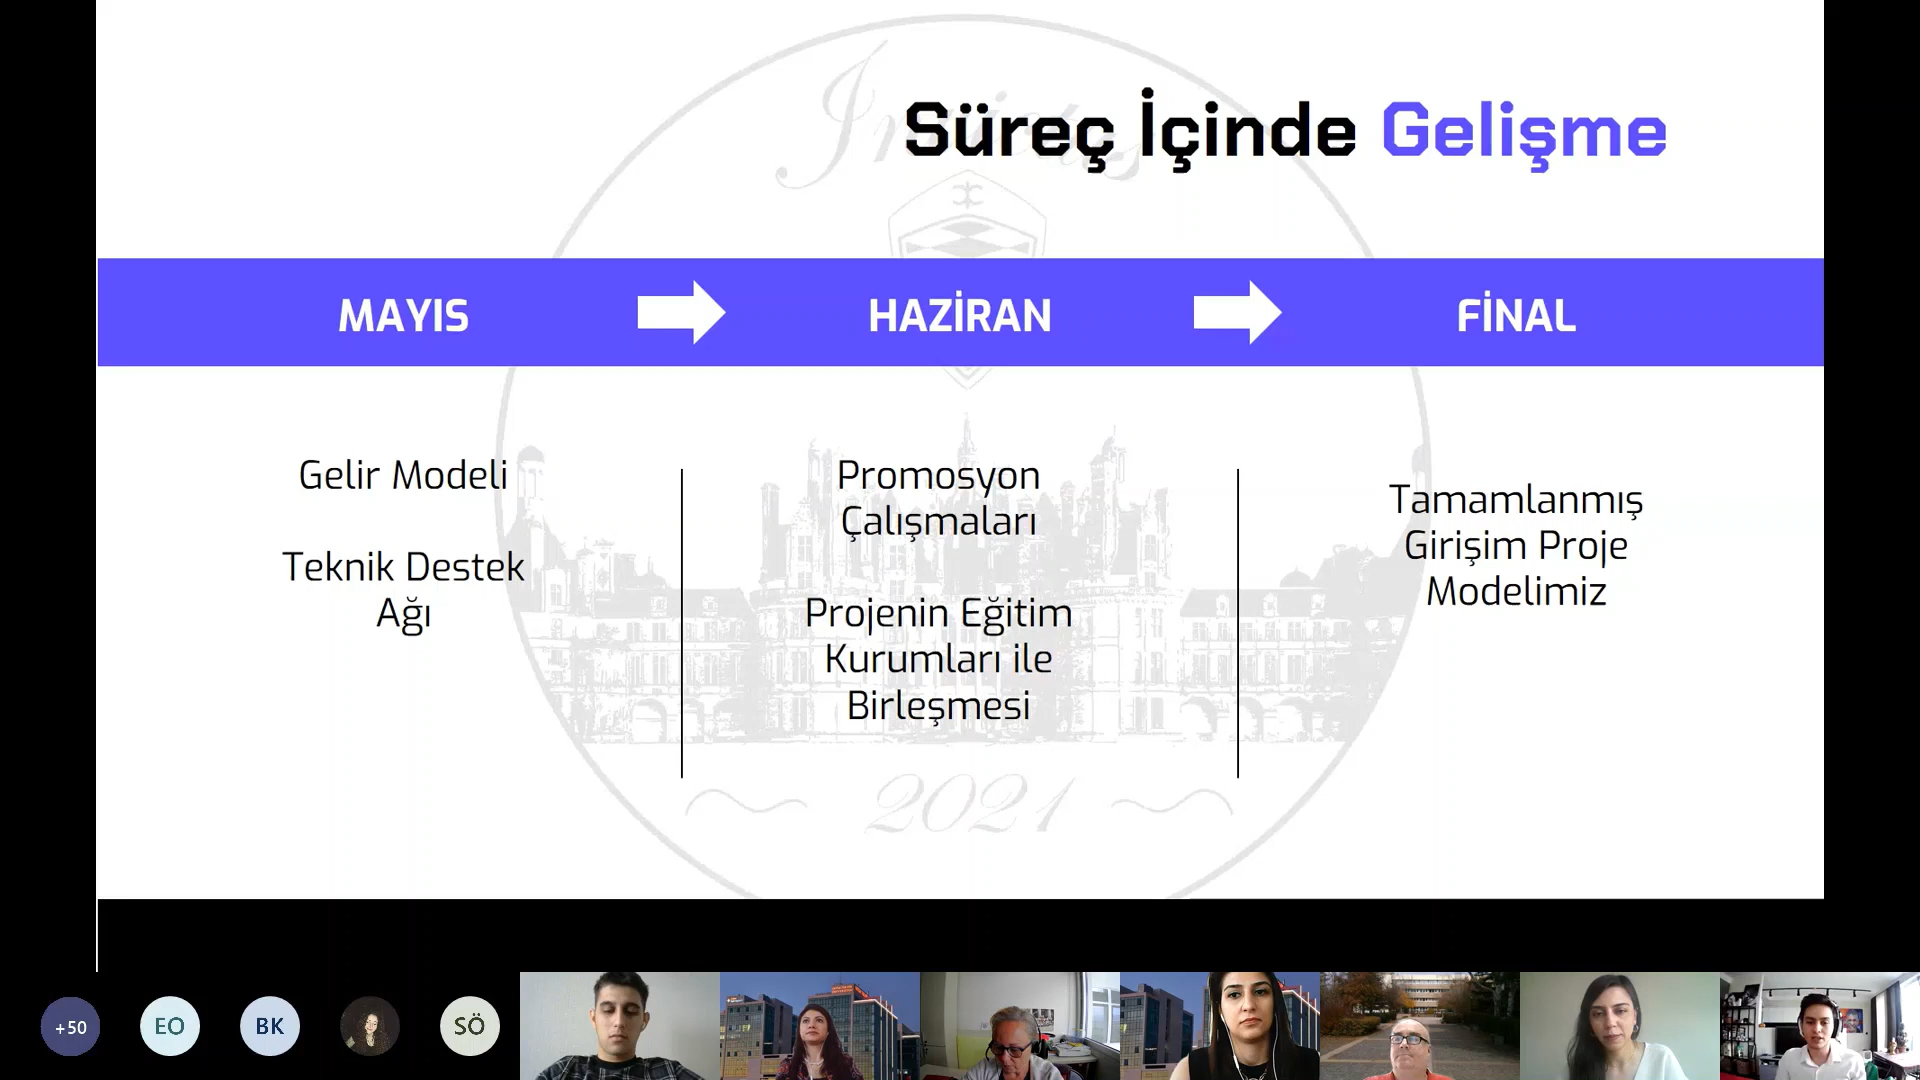 Süreç İçinde Gelişme
MAYIS
HAZİRAN
FİNAL
Gelir Modeli
Teknik Destek
Ağı
Promosyon
Çalışmaları
Projenin Eğitim
Kurumları ile
Birleşmesi
Tamamlanmış
Girişim Proje
Modelimiz
2021
+50
EO
BK
SÖ